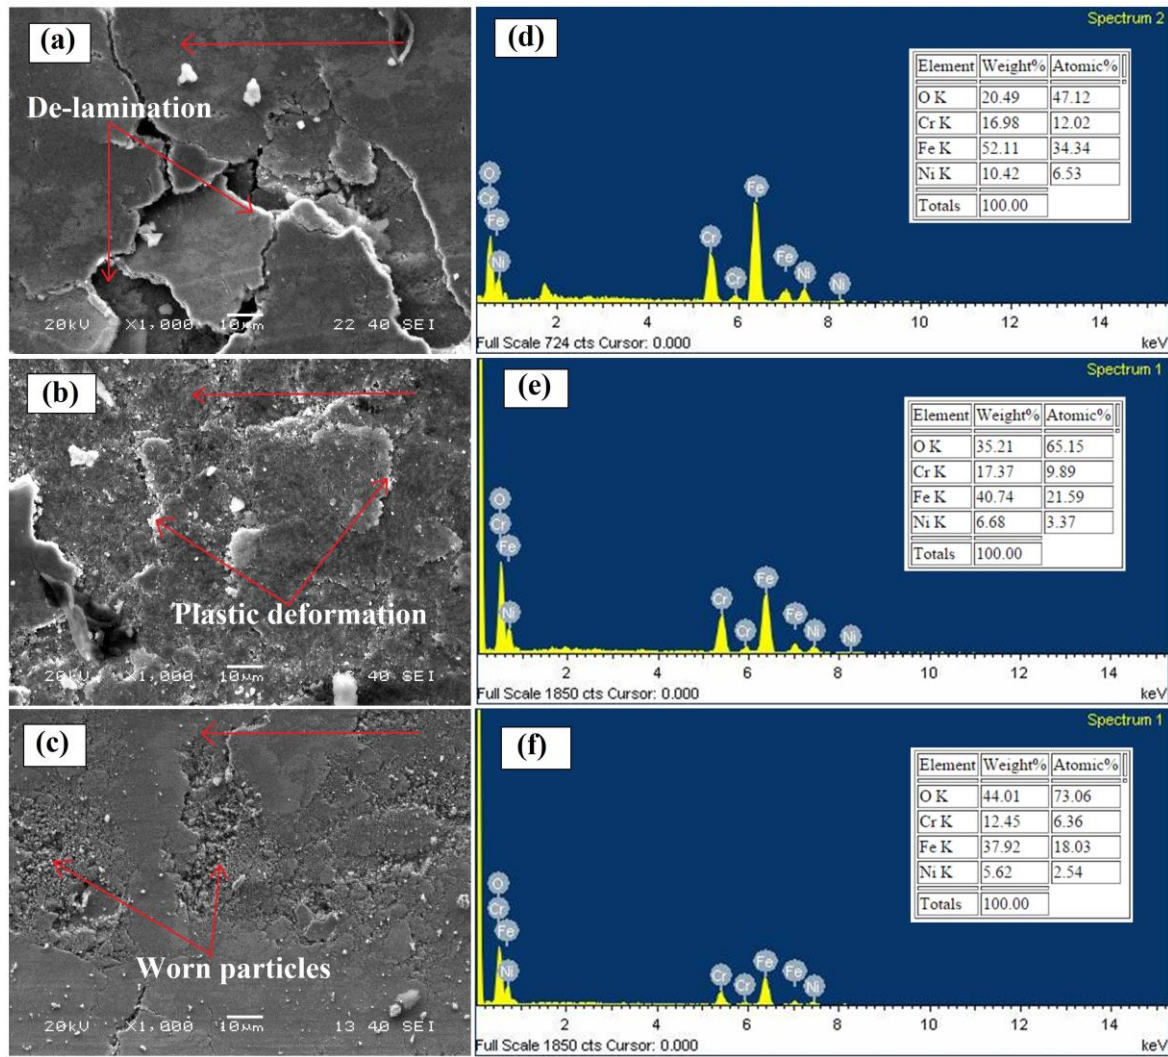 (a)
De-lamination
20kV X1,000 10µm 22 40 SEI
(d)
Spectrum 2
Element Weight% Atomic%
O K 20.49 47.12
Cr K 16.98 12.02
Fe K 52.11 34.34
Ni K 10.42 6.53
Totals 100.00
O
Cr
Fe
Ni
Cr
Cr
Fe
Fe
Ni
Ni
2 4 6 8 10 12 14
Full Scale 724 cts Cursor: 0.000 keV
(b)
Plastic deformation
20kV X1,000 10µm 13 40 SEI
(e)
Spectrum 1
Element Weight% Atomic%
O K 35.21 65.15
Cr K 17.37 9.89
Fe K 40.74 21.59
Ni K 6.68 3.37
Totals 100.00
O
Cr
Fe
Ni
Cr
Cr
Fe
Fe
Ni
Ni
2 4 6 8 10 12 14
Full Scale 1850 cts Cursor: 0.000 keV
(c)
Worn particles
20kV X1,000 10µm 13 40 SEI
(f)
Spectrum 1
Element Weight% Atomic%
O K 44.01 73.06
Cr K 12.45 6.36
Fe K 37.92 18.03
Ni K 5.62 2.54
Totals 100.00
O
Cr
Fe
Ni
Cr
Cr
Fe
Fe
Ni
2 4 6 8 10 12 14
Full Scale 1850 cts Cursor: 0.000 keV